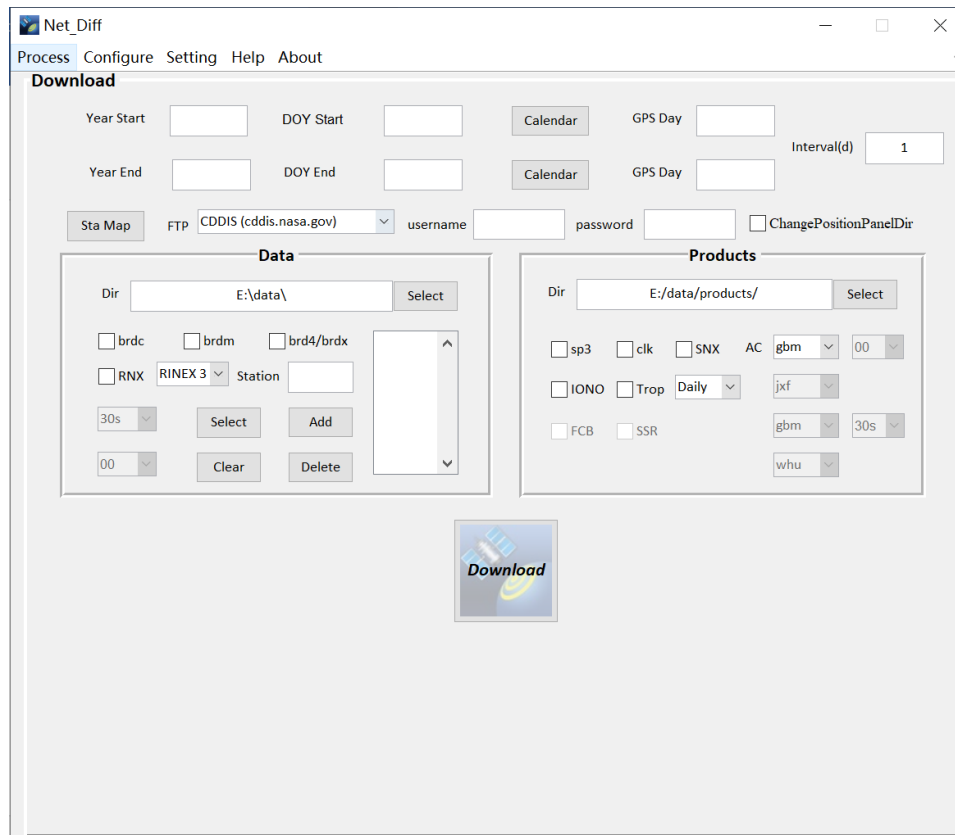 Net_Diff
Process Configure Setting Help About
Download
Year Start DOY Start Calendar GPS Day
Interval(d) 1
Year End DOY End Calendar GPS Day
Sta Map FTP CDDIS (cddis.nasa.gov) username password ChangePositionPanelDir
Data
Dir E:\data\ Select
brdc brdm brd4/brdx
RNX RINEX 3 Station
30s Select Add
00 Clear Delete
Products
Dir E:/data/products/ Select
sp3 clk SNX AC gbm 00
IONO Trop Daily jxf
FCB SSR gbm 30s
whu
Download